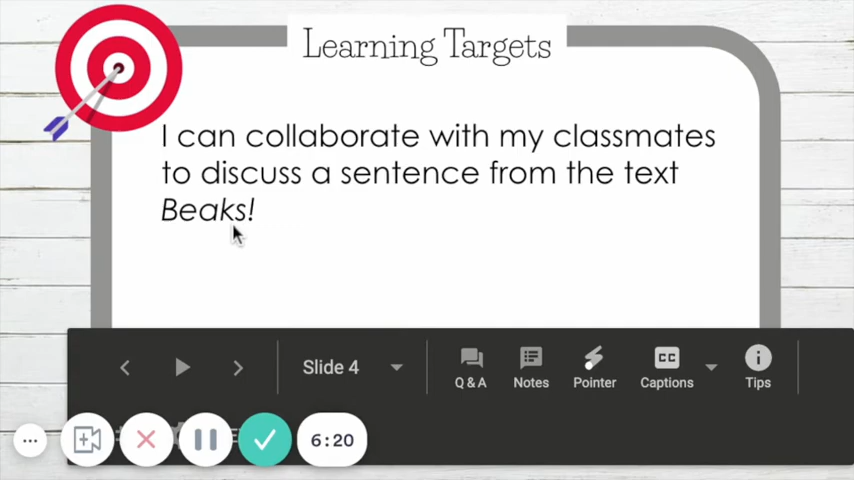 Learning Targets
I can collaborate with my classmates
to discuss a sentence from the text
Beaks!
Slide 4
Q & A
Notes
Pointer
CC
Captions
Tips
6:20